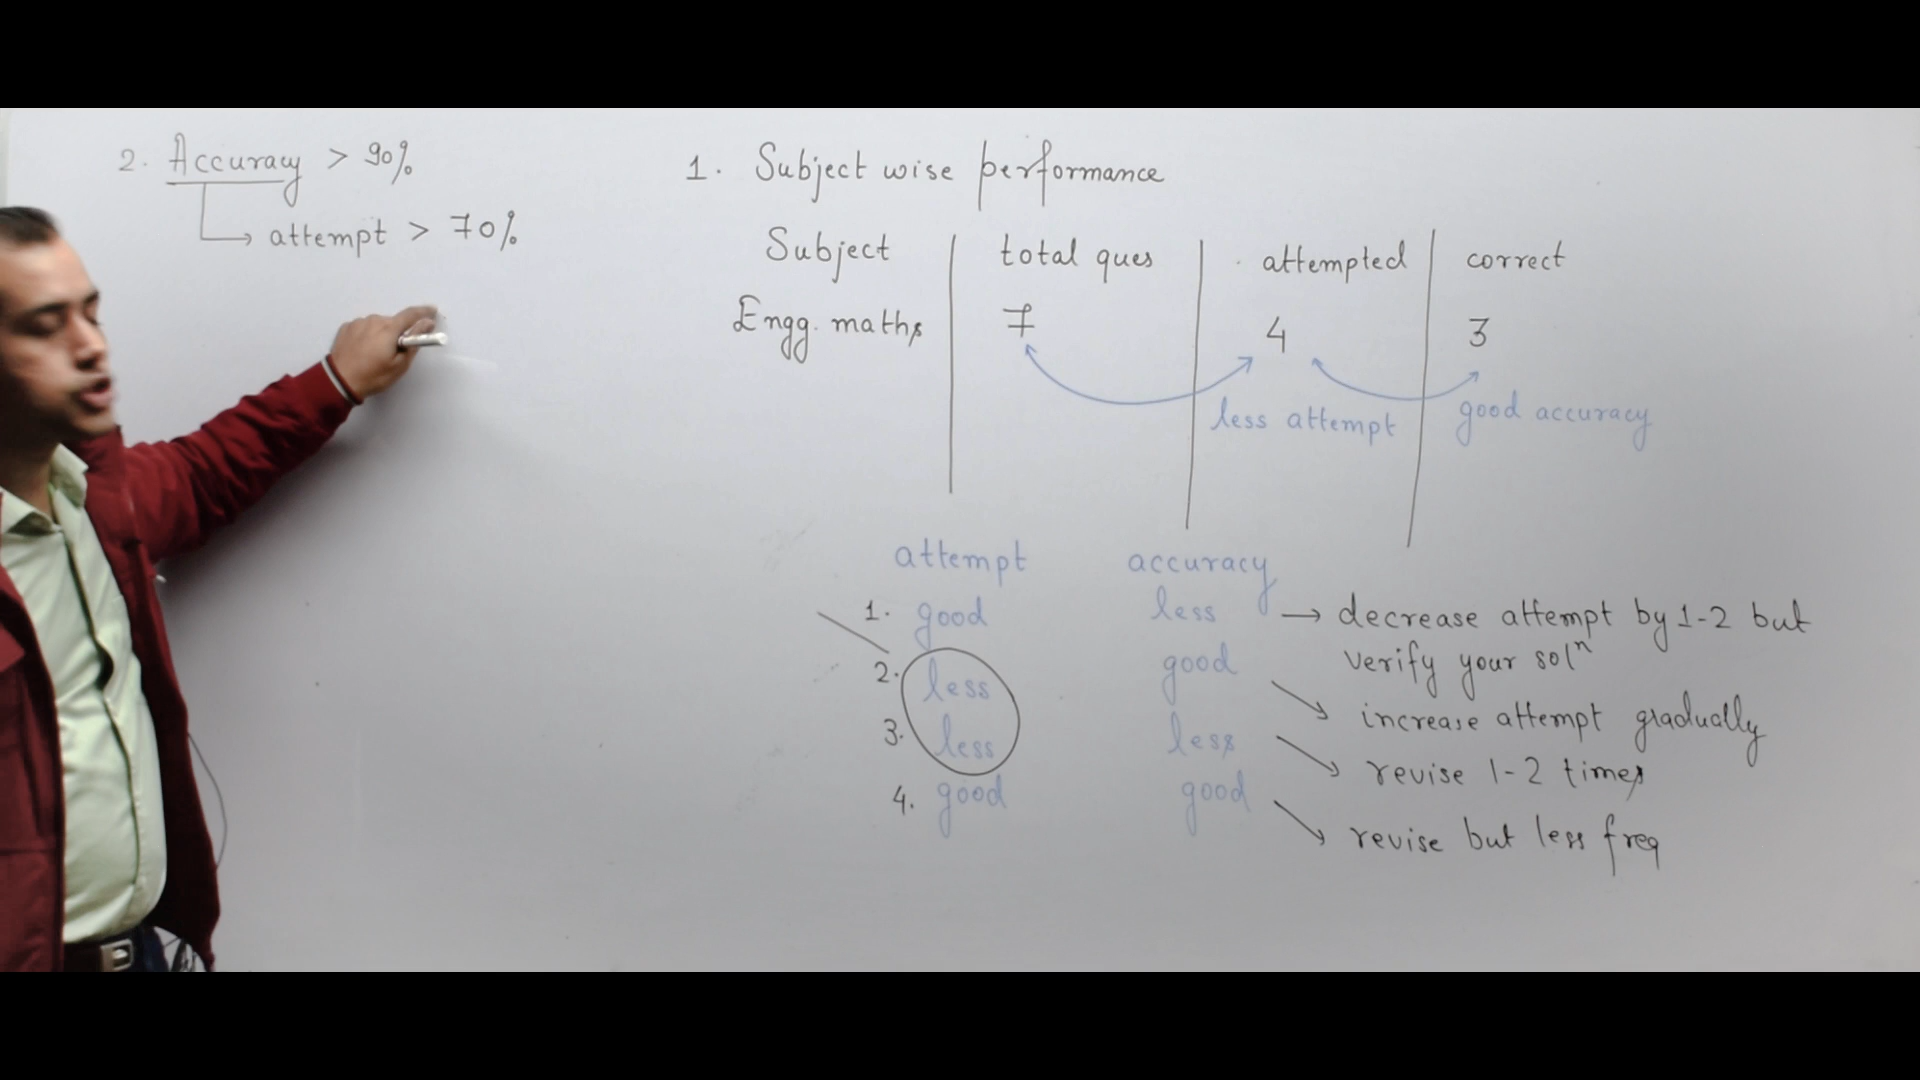 2. Accuracy > 90%
attempt > 70%
1. Subject wise performance
Subject total ques attempted correct
Engg. maths 7 4 3
less attempt good accuracy
attempt accuracy
1. good less → decrease attempt by 1-2 but
verify your solⁿ
2. less good increase attempt gradually
3. less less revise 1-2 times
4. good good revise but less freq